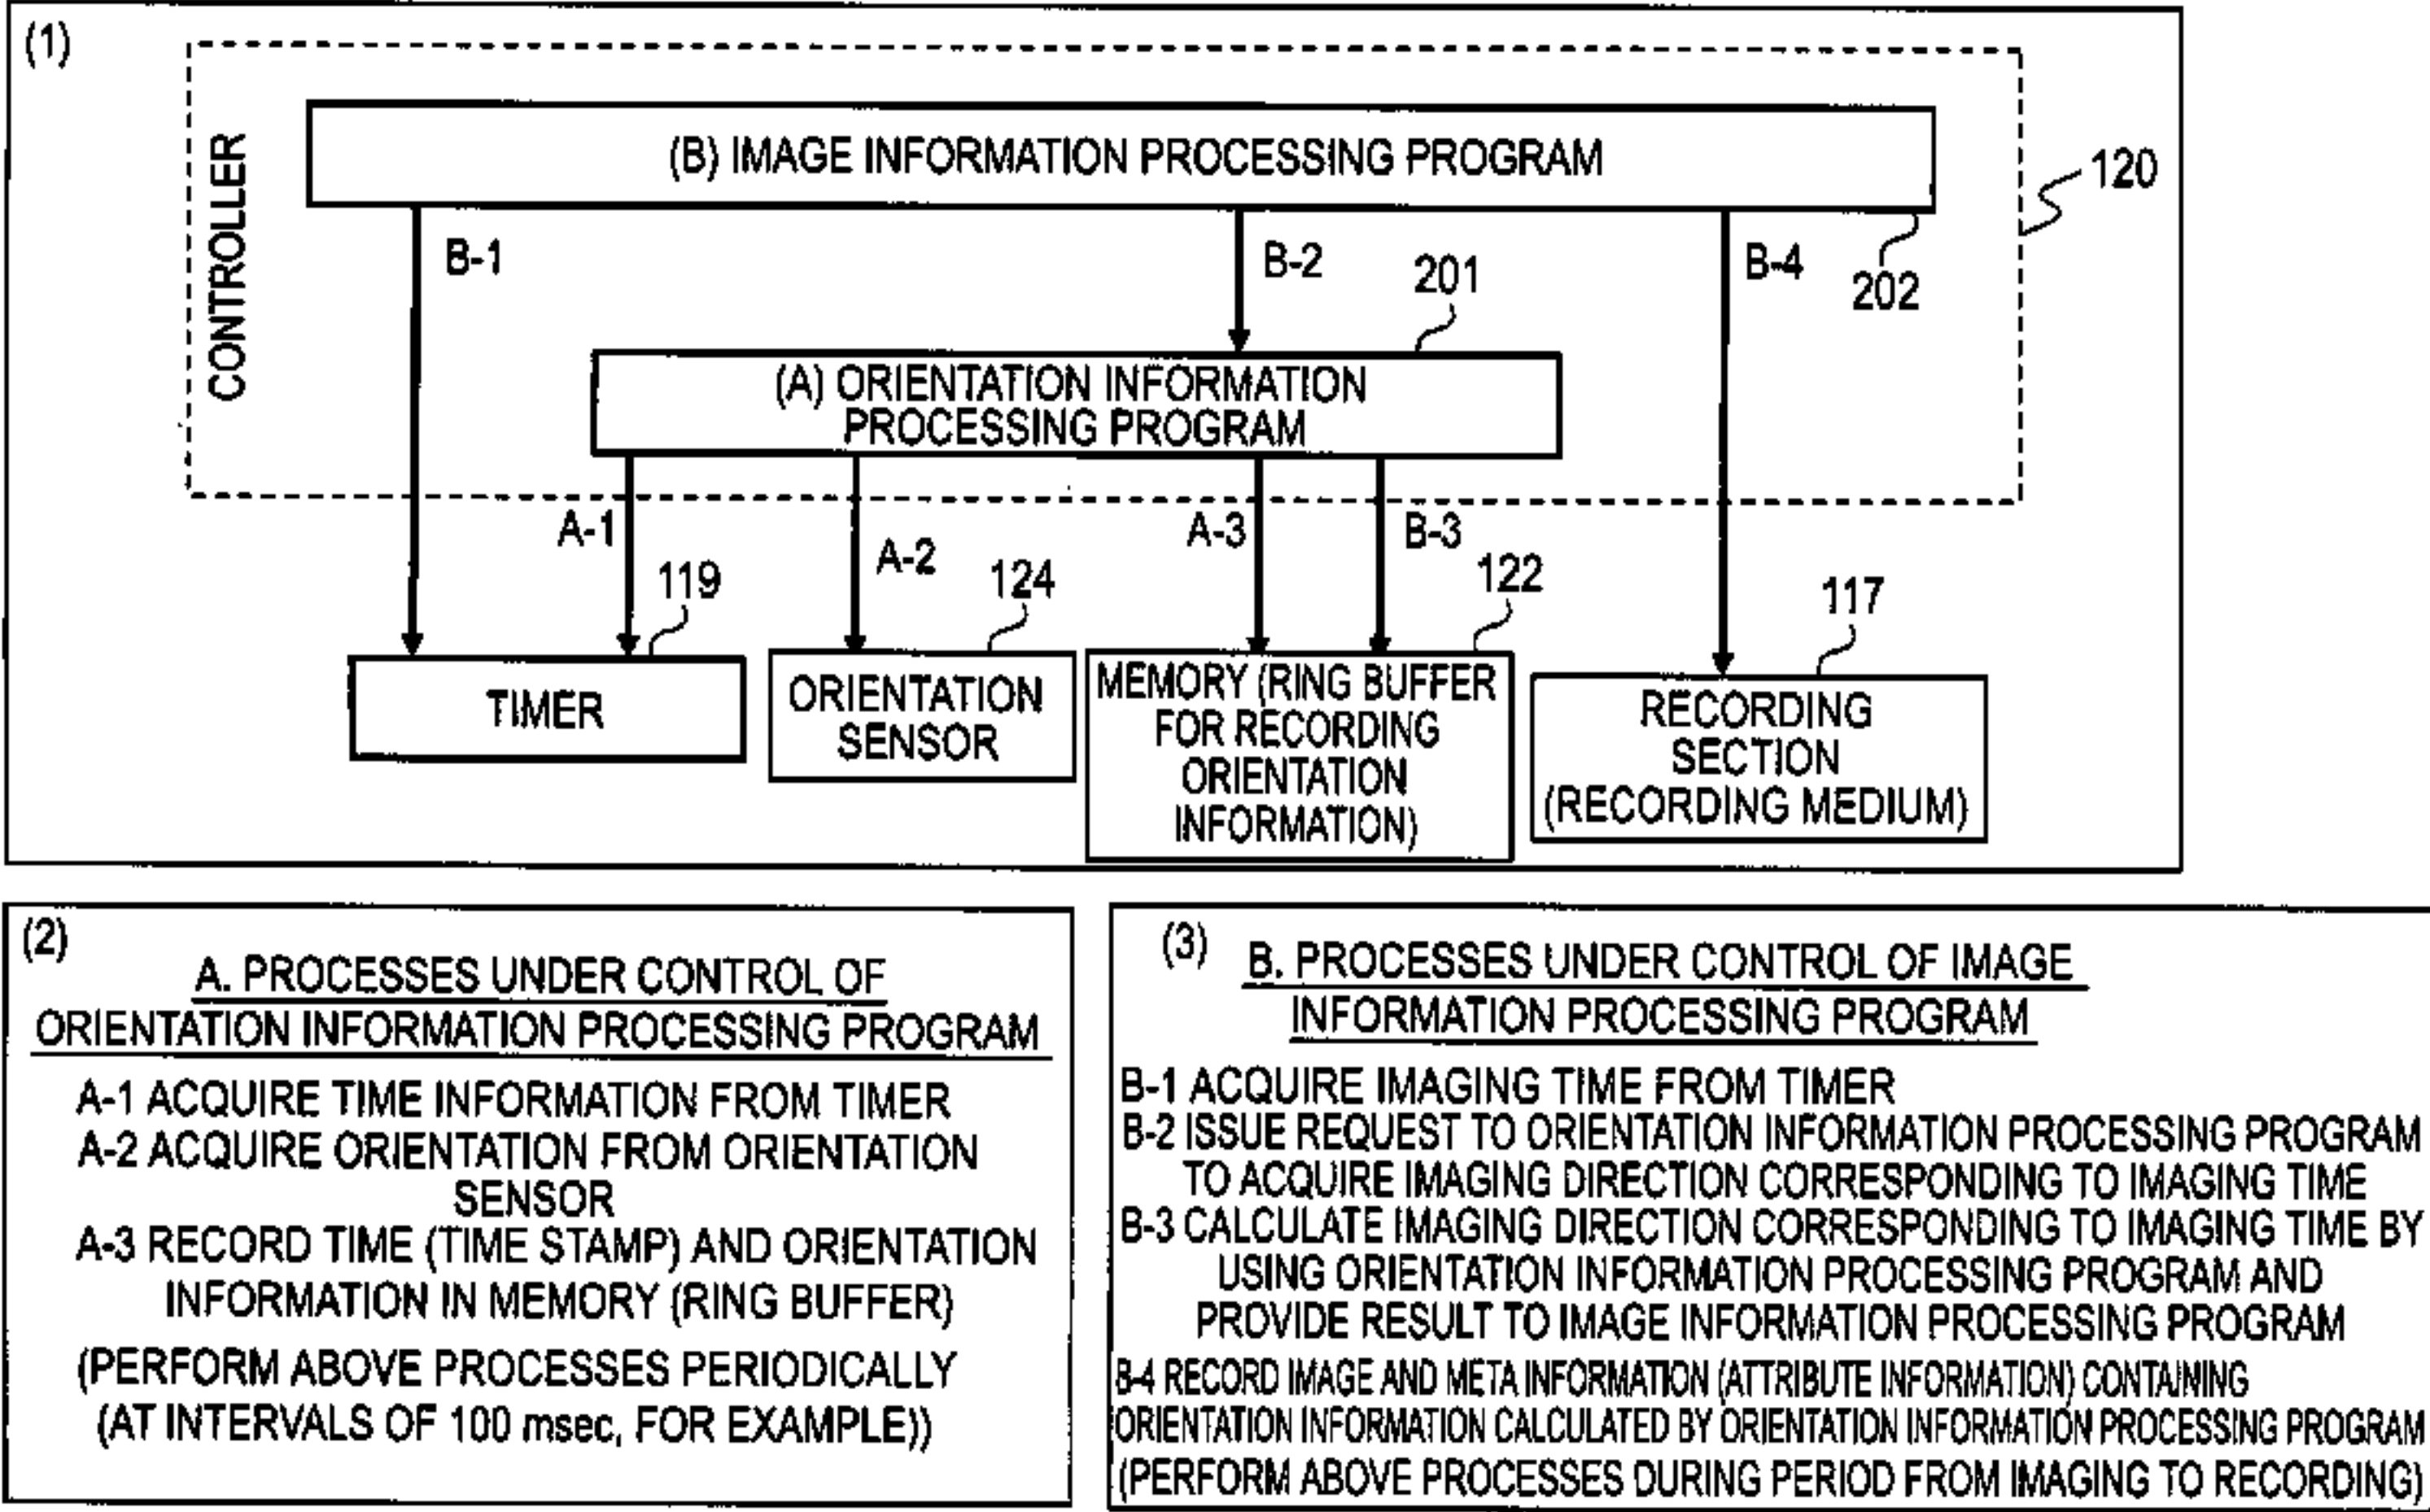 (1)
CONTROLLER
(B) IMAGE INFORMATION PROCESSING PROGRAM
120
B-1
B-2
201
B-4
202
(A) ORIENTATION INFORMATION
PROCESSING PROGRAM
A-1
119
A-2
124
A-3
B-3
122
117
TIMER
ORIENTATION
SENSOR
MEMORY (RING BUFFER
FOR RECORDING
ORIENTATION
INFORMATION)
RECORDING
SECTION
(RECORDING MEDIUM)
(2)
A. PROCESSES UNDER CONTROL OF
ORIENTATION INFORMATION PROCESSING PROGRAM
A-1 ACQUIRE TIME INFORMATION FROM TIMER
A-2 ACQUIRE ORIENTATION FROM ORIENTATION
SENSOR
A-3 RECORD TIME (TIME STAMP) AND ORIENTATION
INFORMATION IN MEMORY (RING BUFFER)
(PERFORM ABOVE PROCESSES PERIODICALLY
(AT INTERVALS OF 100 msec, FOR EXAMPLE))
(3)
B. PROCESSES UNDER CONTROL OF IMAGE
INFORMATION PROCESSING PROGRAM
B-1 ACQUIRE IMAGING TIME FROM TIMER
B-2 ISSUE REQUEST TO ORIENTATION INFORMATION PROCESSING PROGRAM
TO ACQUIRE IMAGING DIRECTION CORRESPONDING TO IMAGING TIME
B-3 CALCULATE IMAGING DIRECTION CORRESPONDING TO IMAGING TIME BY
USING ORIENTATION INFORMATION PROCESSING PROGRAM AND
PROVIDE RESULT TO IMAGE INFORMATION PROCESSING PROGRAM
B-4 RECORD IMAGE AND META INFORMATION (ATTRIBUTE INFORMATION) CONTAINING
ORIENTATION INFORMATION CALCULATED BY ORIENTATION INFORMATION PROCESSING PROGRAM
(PERFORM ABOVE PROCESSES DURING PERIOD FROM IMAGING TO RECORDING)